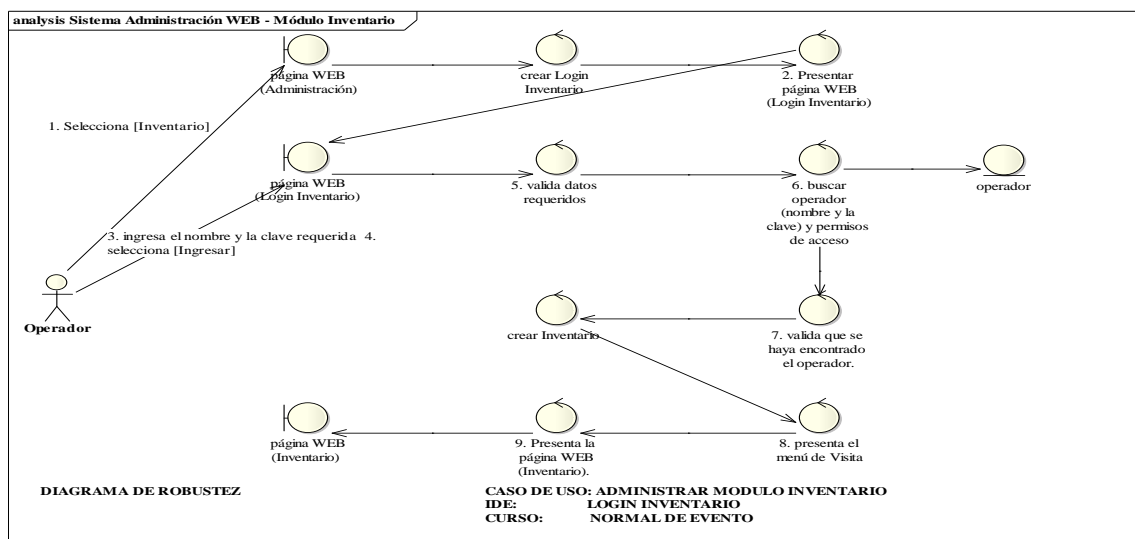 analysis Sistema Administración WEB - Módulo Inventario
página WEB
(Administración)
crear Login
Inventario
2. Presentar
página WEB
(Login Inventario)
1. Selecciona [Inventario]
página WEB
(Login Inventario)
5. valida datos
requeridos
6. buscar
operador
(nombre y la
clave) y permisos
de acceso
operador
3. ingresa el nombre y la clave requerida 4.
selecciona [Ingresar]
Operador
crear Inventario
7. valida que se
haya encontrado
el operador.
página WEB
(Inventario)
9. Presenta la
página WEB
(Inventario).
8. presenta el
menú de Visita
DIAGRAMA DE ROBUSTEZ
CASO DE USO: ADMINISTRAR MODULO INVENTARIO
IDE: LOGIN INVENTARIO
CURSO: NORMAL DE EVENTO